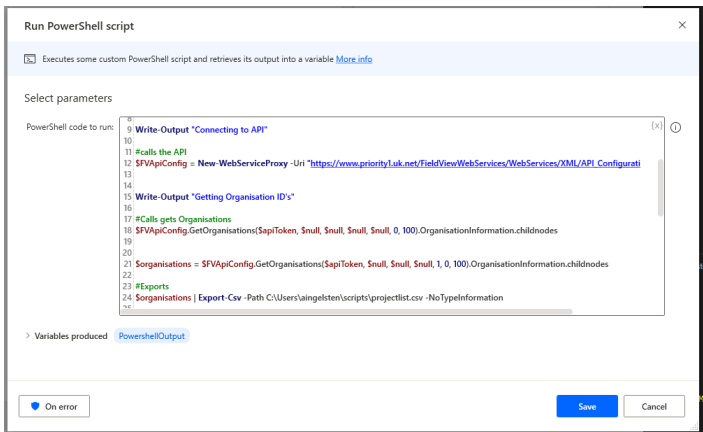 Run PowerShell script
Executes some custom PowerShell script and retrieves its output into a variable More info
Select parameters
PowerShell code to run:
{x}
9 Write-Output "Connecting to API"
10
11 #calls the API
12 $FVApiConfig = New-WebServiceProxy -Uri "https://www.priority1.uk.net/FieldViewWebServices/WebServices/XML/API_Configurati
13
14
15 Write-Output "Getting Organisation ID's"
16
17 #Calls gets Organisations
18 $FVApiConfig.GetOrganisations($apiToken, $null, $null, $null, $null, 0, 100).OrganisationInformation.childnodes
19
20
21 $organisations = $FVApiConfig.GetOrganisations($apiToken, $null, $null, $null, 1, 0, 100).OrganisationInformation.childnodes
22
23 #Exports
24 $organisations | Export-Csv -Path C:\Users\aingelsten\scripts\projectlist.csv -NoTypeInformation
Variables produced PowershellOutput
On error
Save
Cancel